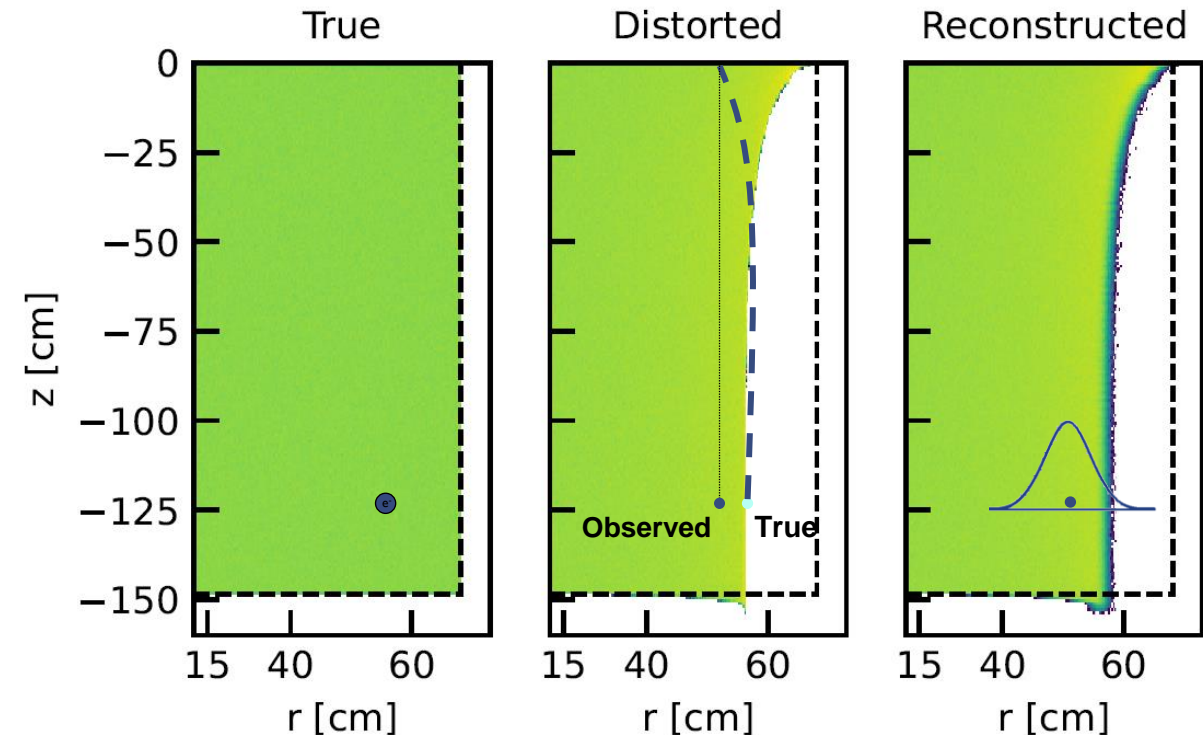 True
Distorted
Reconstructed
z [cm]
0
−25
−50
−75
−100
−125
−150
e-
Observed
True
15 40 60
15 40 60
15 40 60
r [cm]
r [cm]
r [cm]